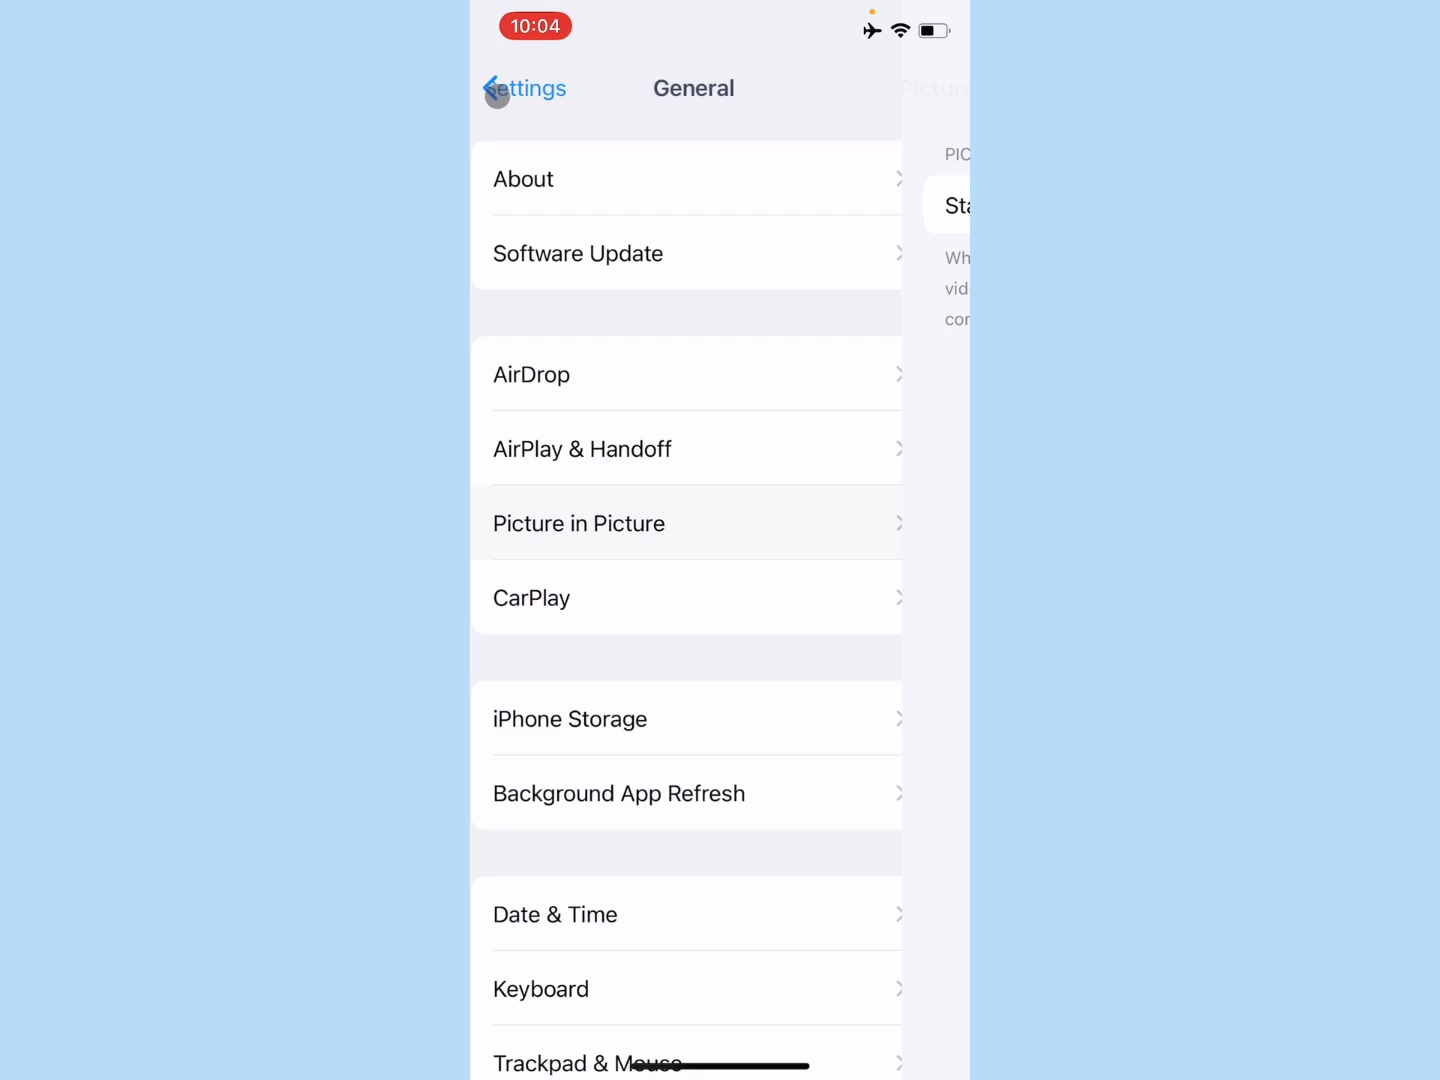 10:04
Settings
General
Picture
PIC
About
Sta
Software Update
Wh
vid
cor
AirDrop
AirPlay & Handoff
Picture in Picture
CarPlay
iPhone Storage
Background App Refresh
Date & Time
Keyboard
Trackpad & Mouse